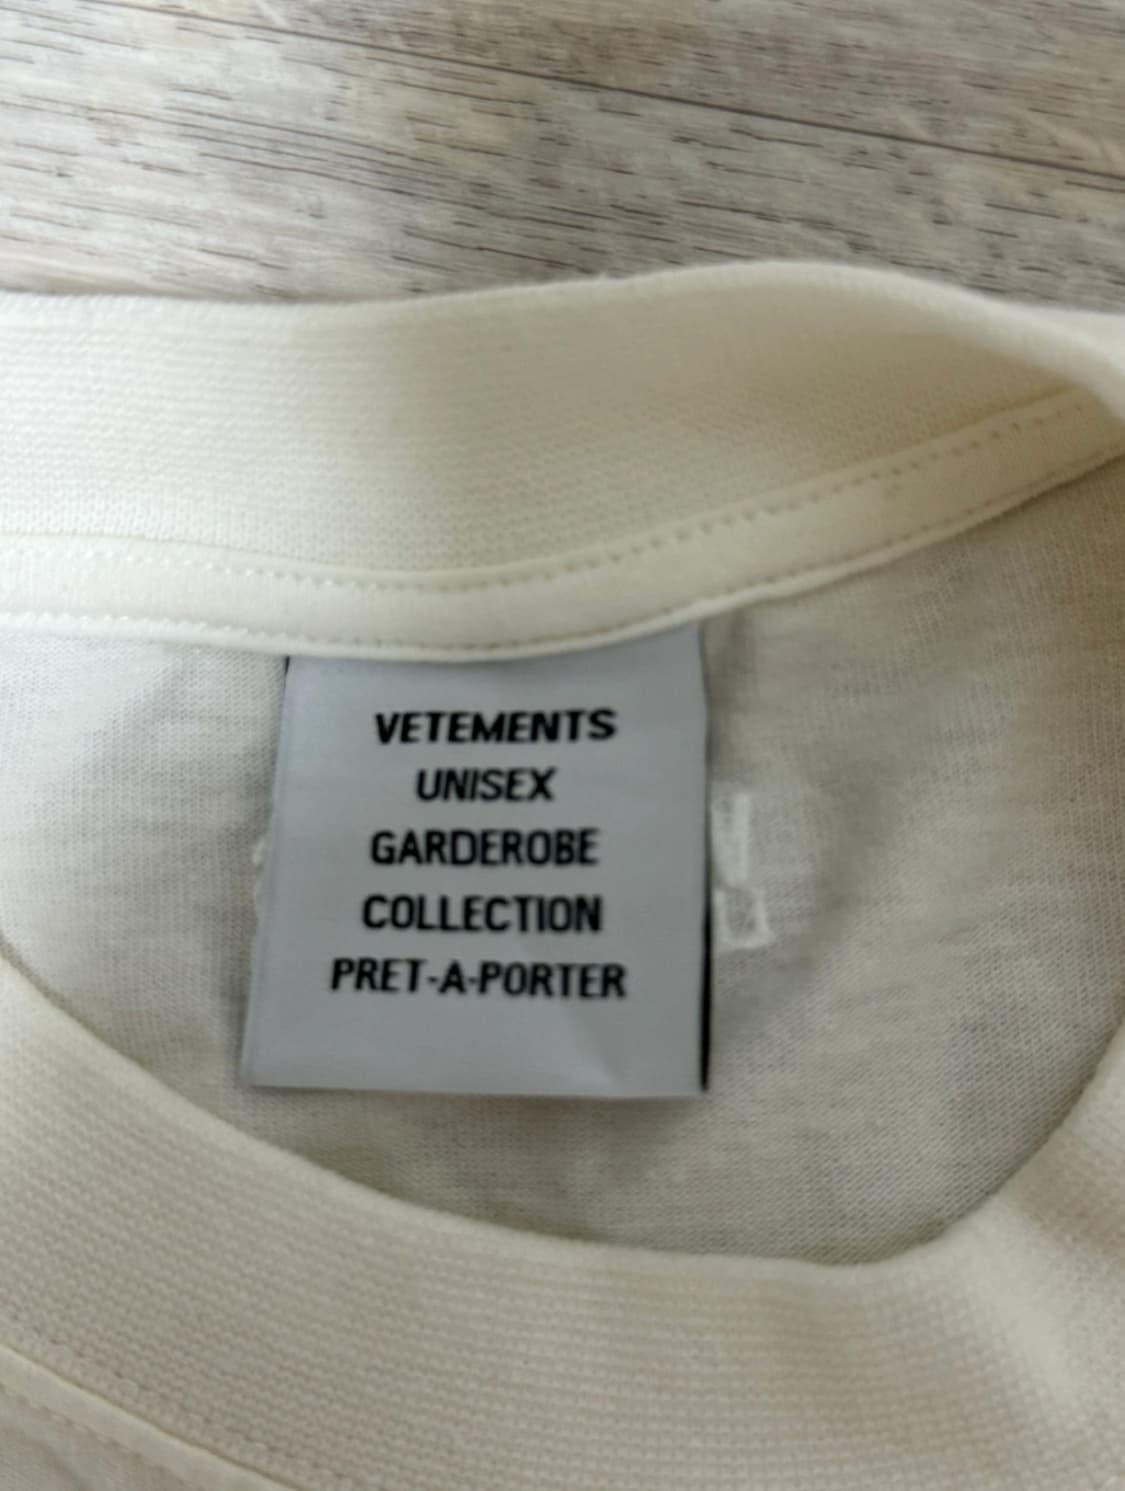 VETEMENTS
UNISEX
GARDEROBE
COLLECTION
PRET-A-PORTER